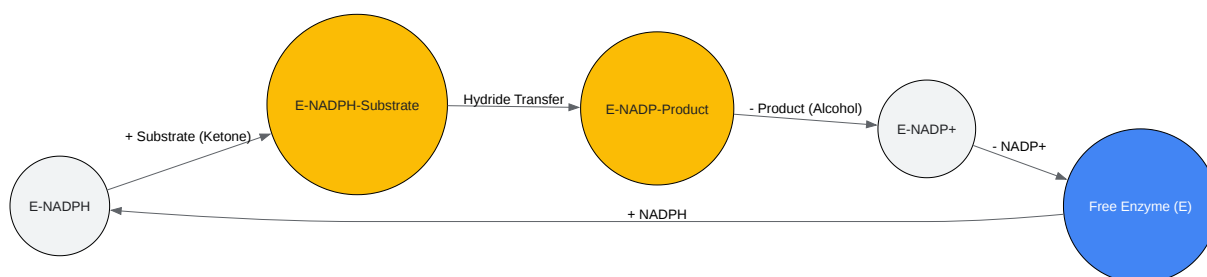 E-NADPH
+ Substrate (Ketone)
E-NADPH-Substrate
Hydride Transfer
E-NADP-Product
- Product (Alcohol)
E-NADP+
- NADP+
Free Enzyme (E)
+ NADPH